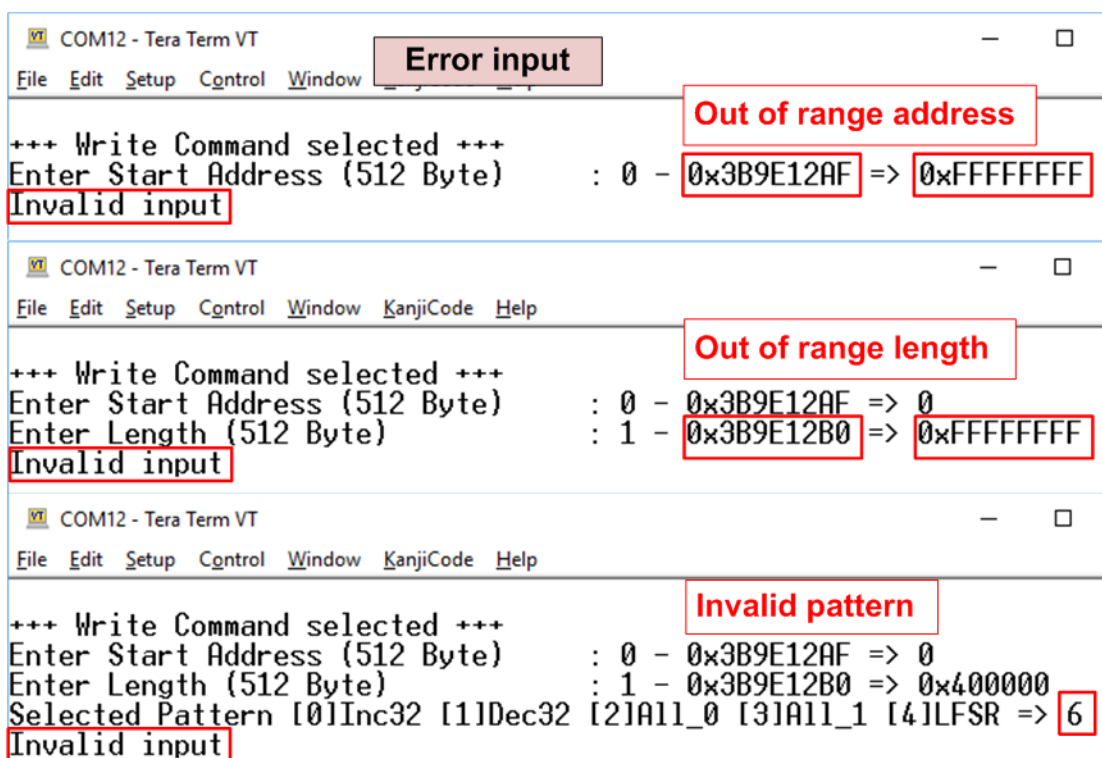 COM12 - Tera Term VT
Error input
File Edit Setup Control Window
Out of range address
+++ Write Command selected +++
Enter Start Address (512 Byte) : 0 - 0x3B9E12AF => 0xFFFFFFFF
Invalid input
COM12 - Tera Term VT
File Edit Setup Control Window KanjiCode Help
Out of range length
+++ Write Command selected +++
Enter Start Address (512 Byte) : 0 - 0x3B9E12AF => 0
Enter Length (512 Byte) : 1 - 0x3B9E12B0 => 0xFFFFFFFF
Invalid input
COM12 - Tera Term VT
File Edit Setup Control Window KanjiCode Help
Invalid pattern
+++ Write Command selected +++
Enter Start Address (512 Byte) : 0 - 0x3B9E12AF => 0
Enter Length (512 Byte) : 1 - 0x3B9E12B0 => 0x400000
Selected Pattern [0]Inc32 [1]Dec32 [2]All_0 [3]All_1 [4]LFSR => 6
Invalid input